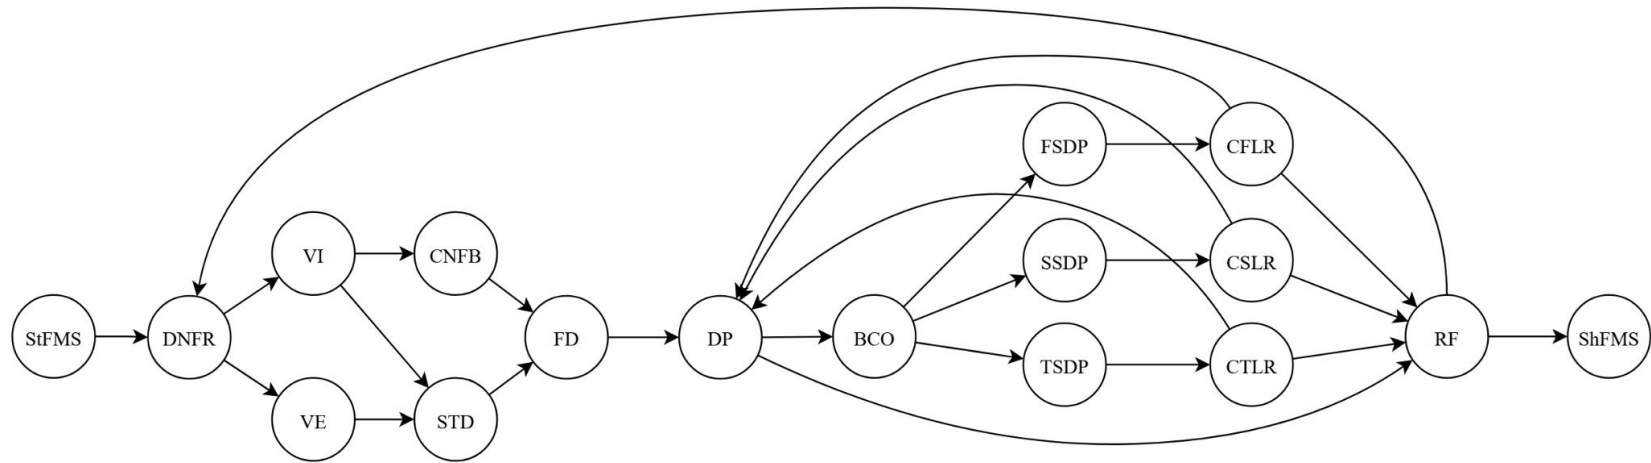 StFMS
DNFR
VI
VE
CNFB
STD
FD
DP
BCO
FSDP
SSDP
TSDP
CFLR
CSLR
CTLR
RF
ShFMS